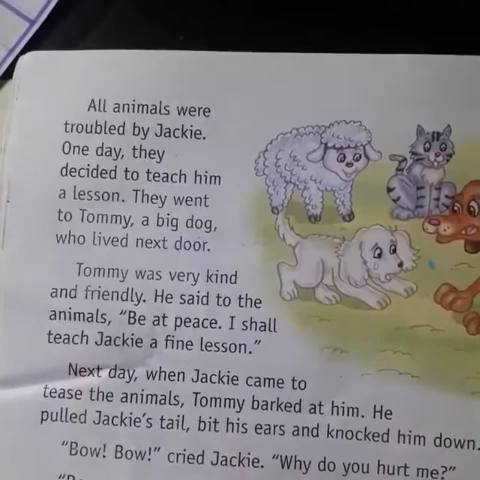 All animals were
troubled by Jackie.
One day, they
decided to teach him
a lesson. They went
to Tommy, a big dog,
who lived next door.
Tommy was very kind
and friendly. He said to the
animals, “Be at peace. I shall
teach Jackie a fine lesson.”
Next day, when Jackie came to
tease the animals, Tommy barked at him. He
pulled Jackie’s tail, bit his ears and knocked him down.
“Bow! Bow!” cried Jackie. “Why do you hurt me?”